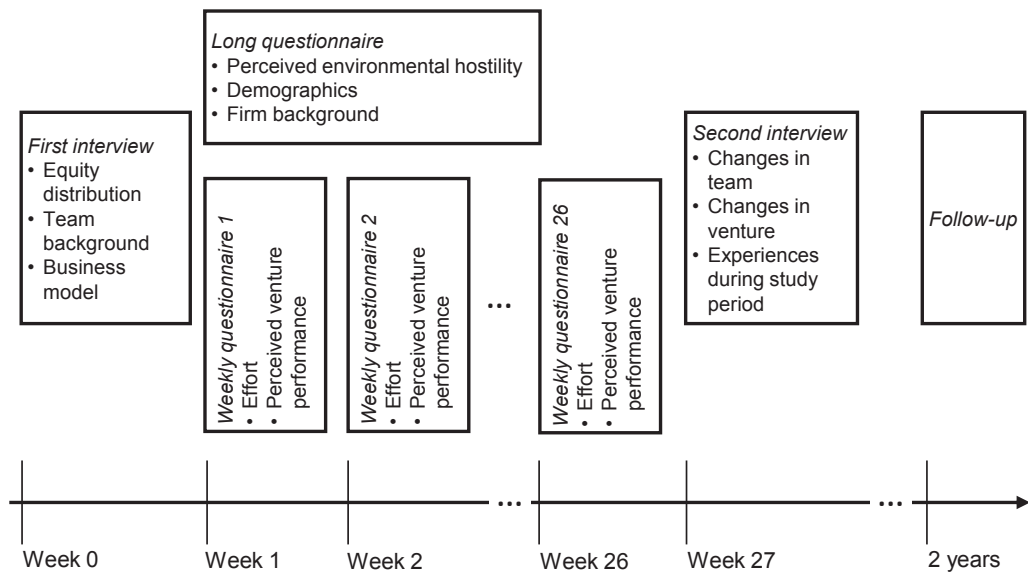 Long questionnaire
• Perceived environmental hostility
• Demographics
• Firm background
First interview
• Equity
distribution
• Team
background
• Business
model
Weekly questionnaire 1
• Effort
• Perceived venture
performance
Weekly questionnaire 2
• Effort
• Perceived venture
performance
...
Weekly questionnaire 26
• Effort
• Perceived venture
performance
Second interview
• Changes in
team
• Changes in
venture
• Experiences
during study
period
Follow-up
...
...
Week 0
Week 1
Week 2
Week 26
Week 27
2 years